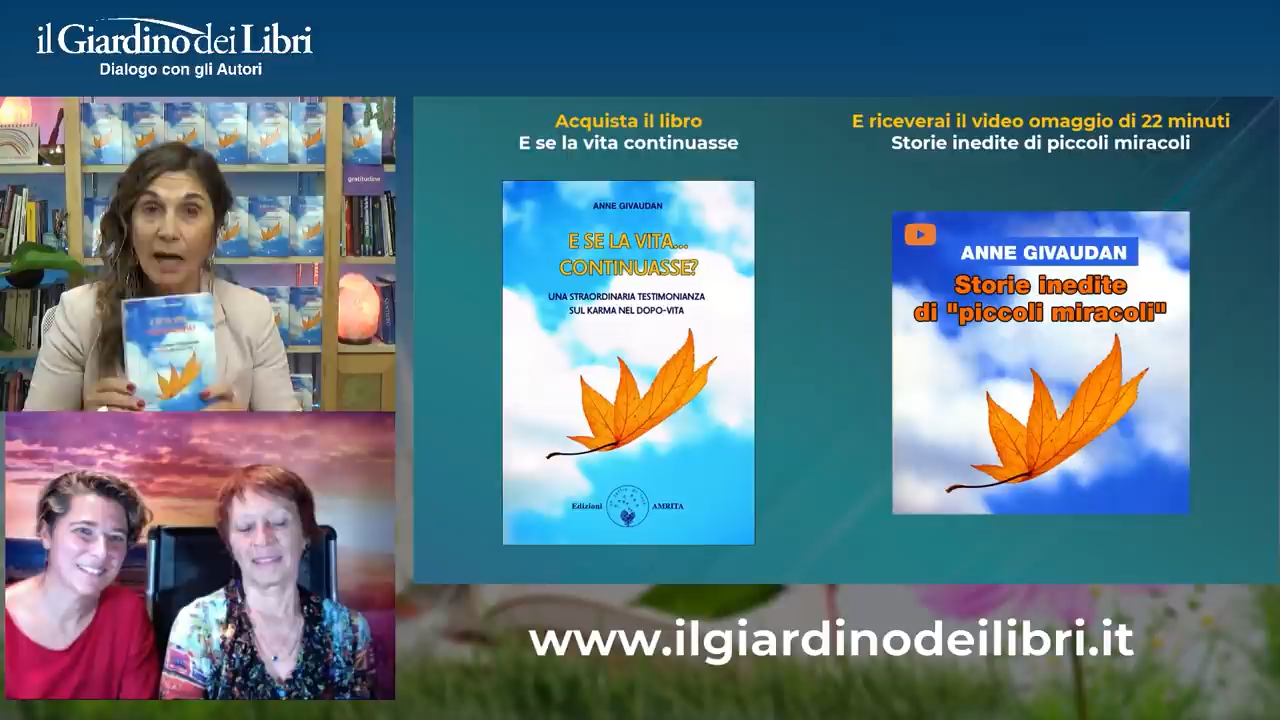 il Giardino dei Libri
Dialogo con gli Autori
gratitudine
Acquista il libro
E se la vita continuasse
ANNE GIVAUDAN
E SE LA VITA...
CONTINUASSE?
UNA STRAORDINARIA TESTIMONIANZA
SUL KARMA NEL DOPO-VITA
Edizioni AMRITA
E riceverai il video omaggio di 22 minuti
Storie inedite di piccoli miracoli
ANNE GIVAUDAN
Storie inedite
di "piccoli miracoli"
www.ilgiardinodeilibri.it